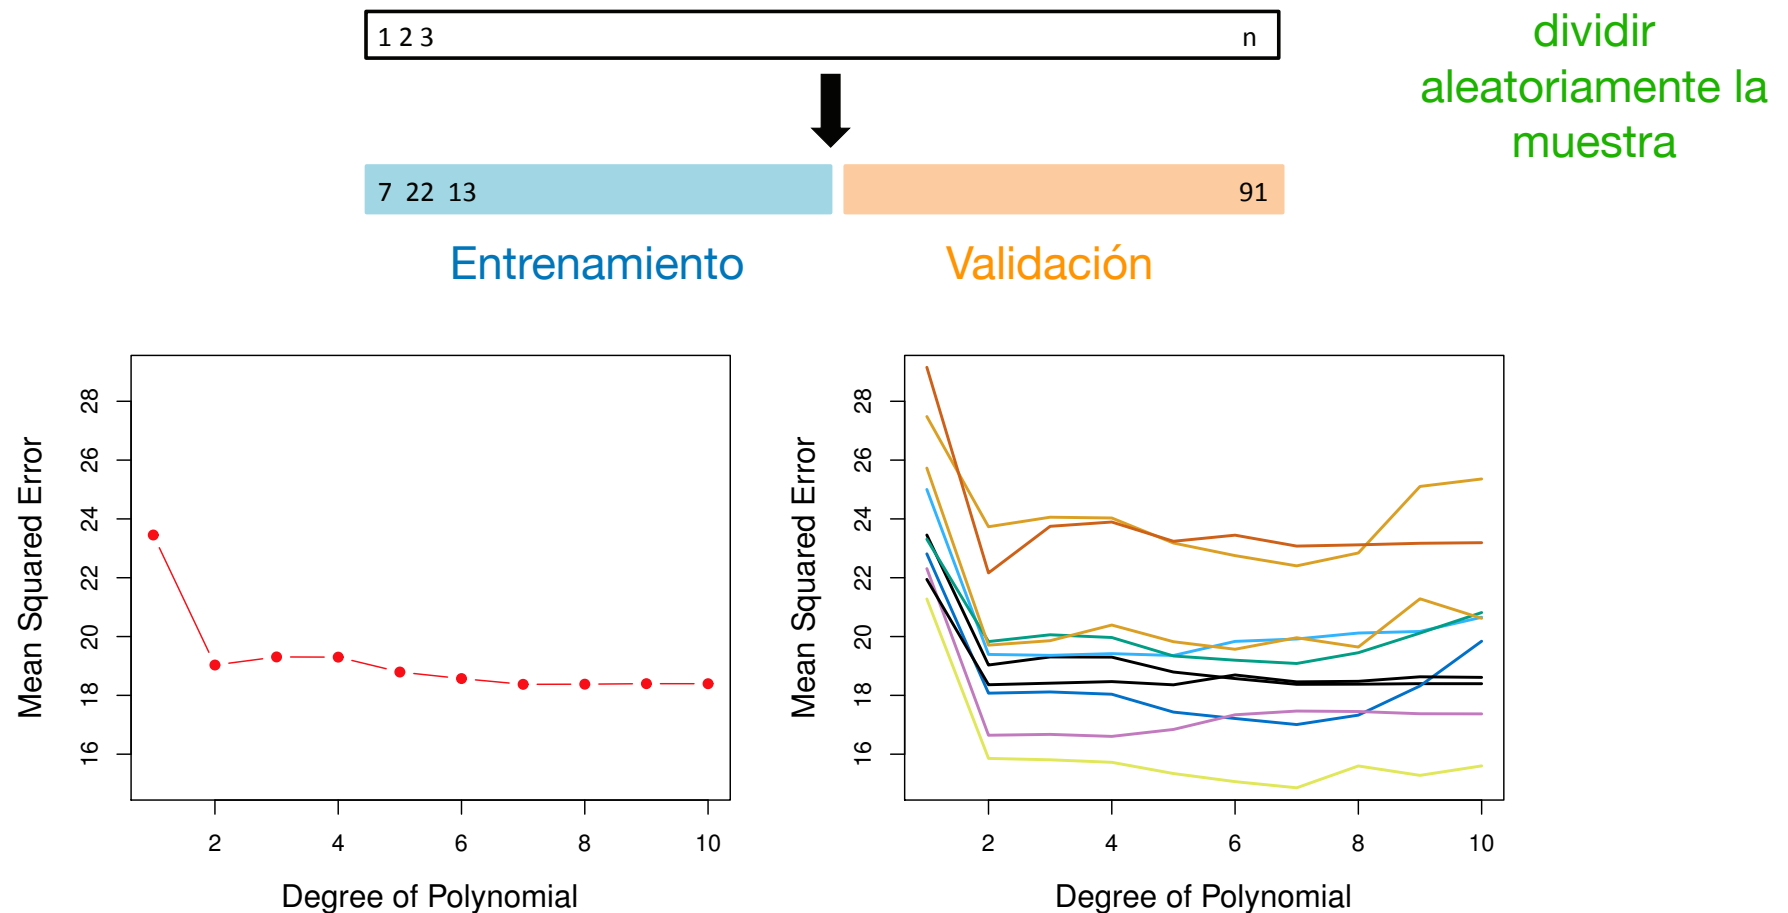 1 2 3 n
dividir
aleatoriamente la
muestra
7 22 13 91
Entrenamiento Validación
28
26
24
22
20
18
16
Mean Squared Error
2 4 6 8 10
Degree of Polynomial
28
26
24
22
20
18
16
Mean Squared Error
2 4 6 8 10
Degree of Polynomial